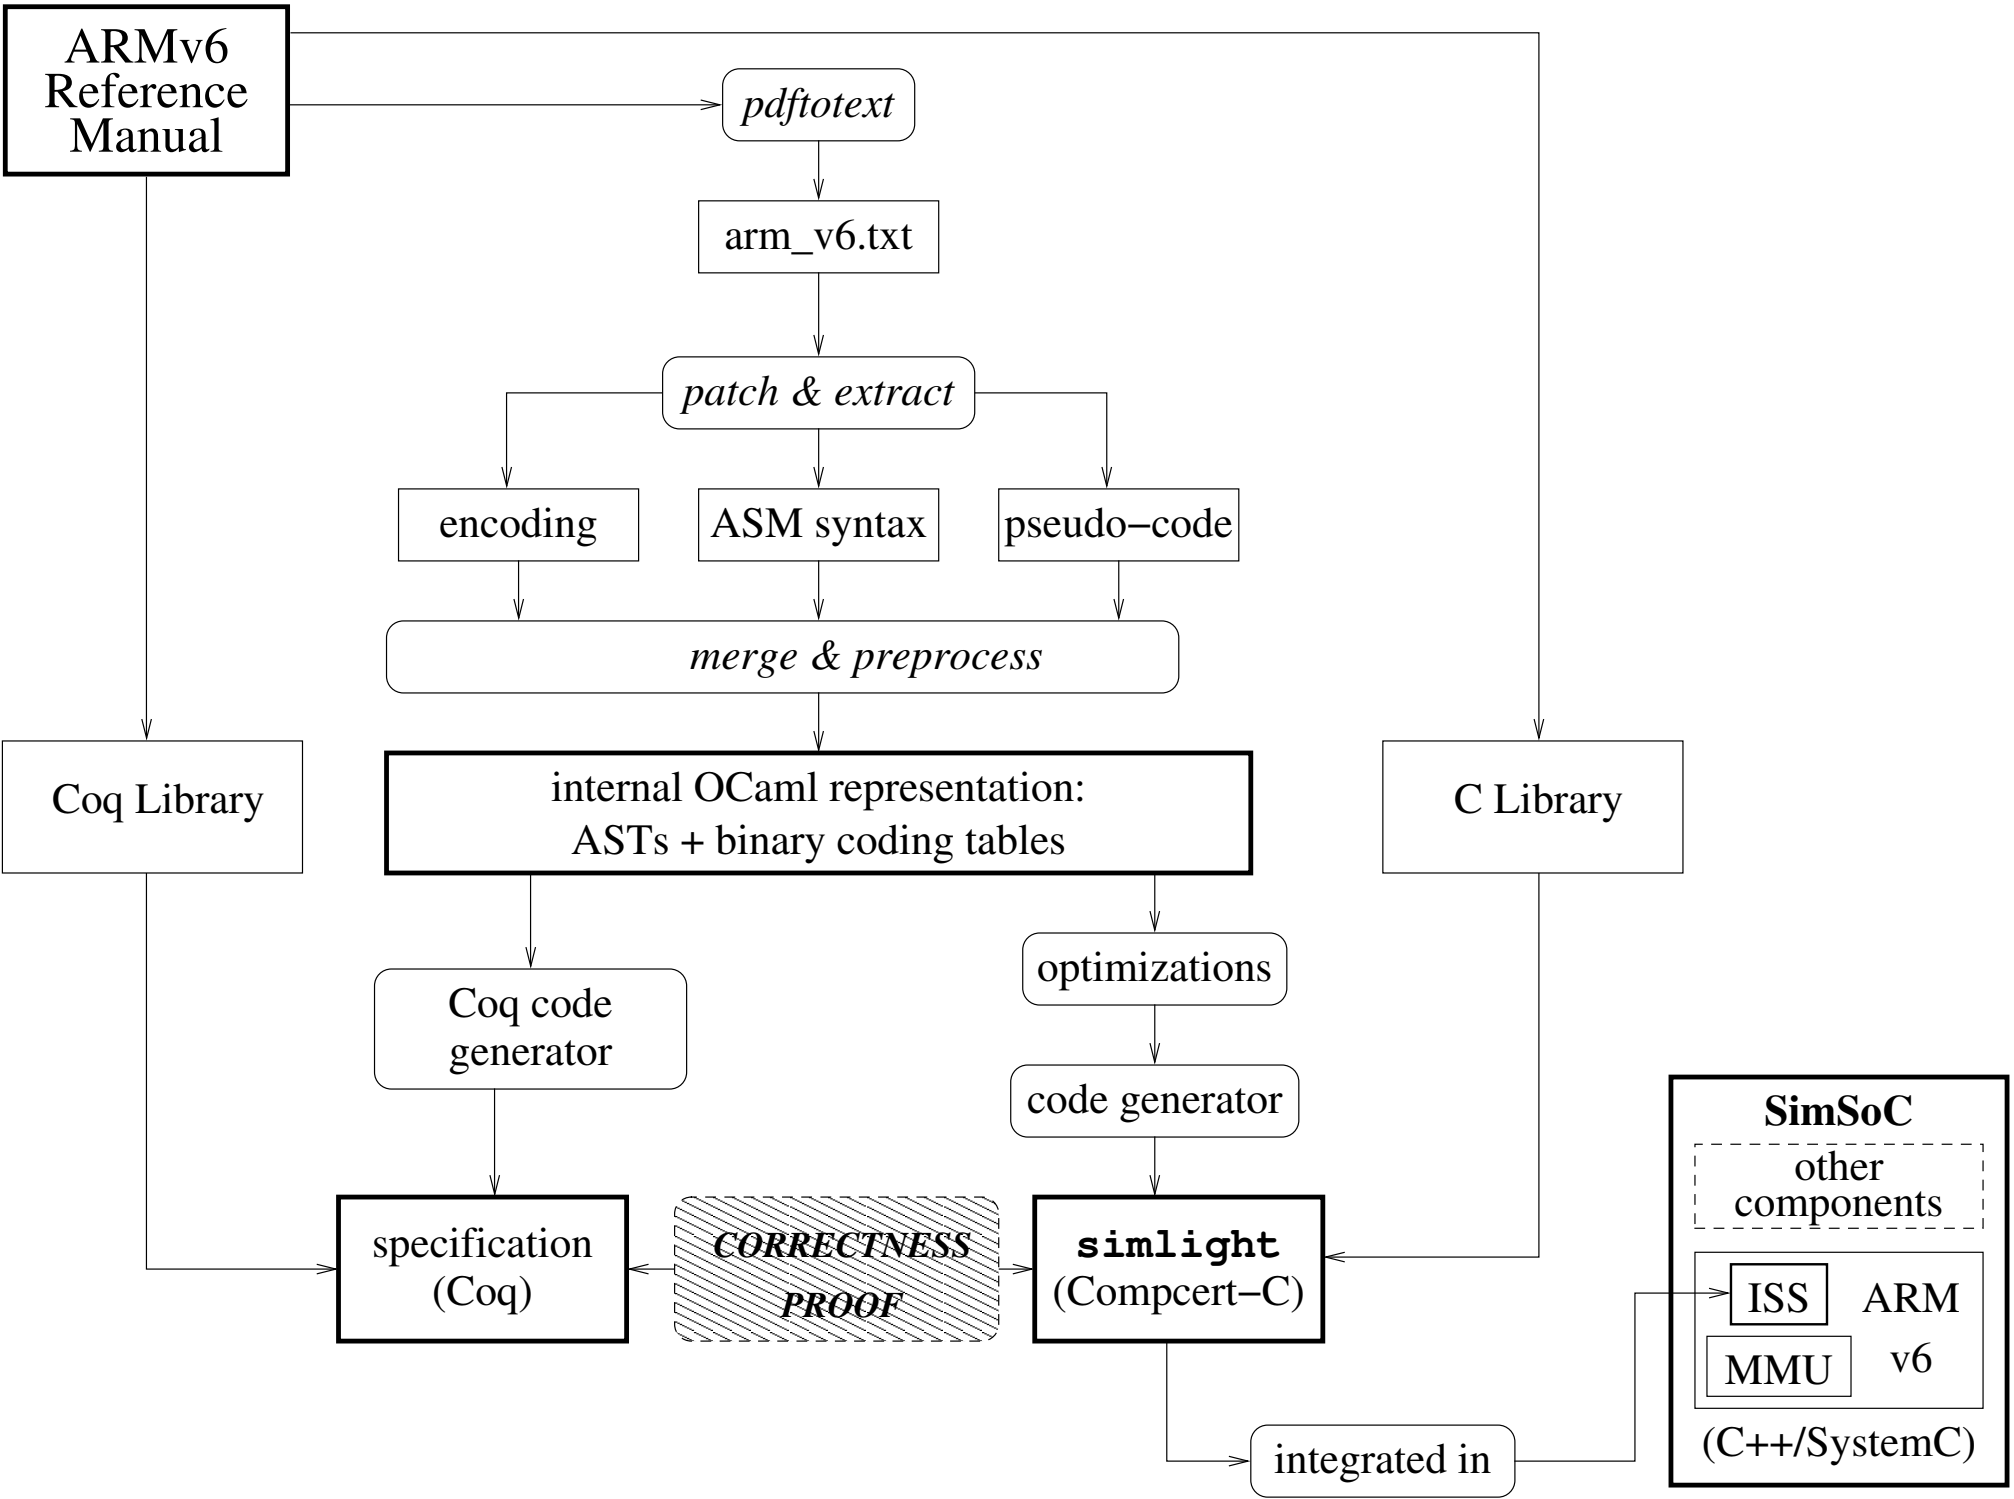 ARMv6
Reference
Manual
pdftotext
arm_v6.txt
patch & extract
encoding
ASM syntax
pseudo−code
merge & preprocess
Coq Library
internal OCaml representation:
ASTs + binary coding tables
C Library
optimizations
Coq code
generator
code generator
specification
(Coq)
CORRECTNESS
PROOF
simlight
(Compcert−C)
integrated in
SimSoC
other
components
ISS
ARM
v6
MMU
(C++/SystemC)